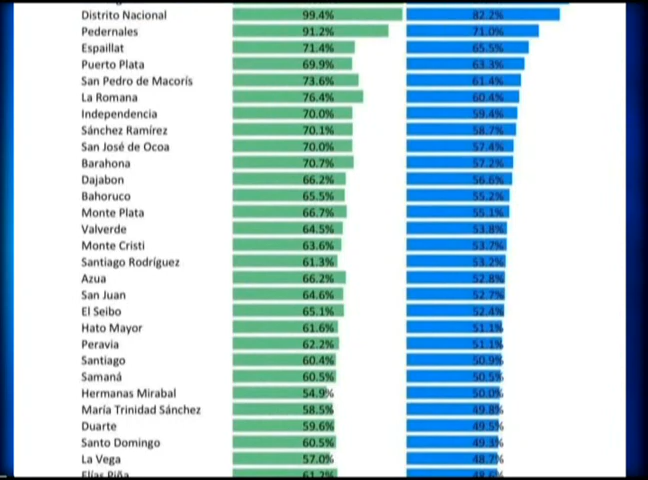 Distrito Nacional 99.4% 82.2%
Pedernales 91.2% 71.0%
Espaillat 71.4% 65.5%
Puerto Plata 69.9% 63.3%
San Pedro de Macorís 73.6% 61.4%
La Romana 76.4% 60.4%
Independencia 70.0% 59.4%
Sánchez Ramírez 70.1% 58.7%
San José de Ocoa 70.0% 57.4%
Barahona 70.7% 57.2%
Dajabon 66.2% 56.6%
Bahoruco 65.5% 55.2%
Monte Plata 66.7% 55.1%
Valverde 64.5% 53.8%
Monte Cristi 63.6% 53.7%
Santiago Rodríguez 61.3% 53.2%
Azua 66.2% 52.8%
San Juan 64.6% 52.7%
El Seibo 65.1% 52.4%
Hato Mayor 61.6% 51.1%
Peravia 62.2% 51.1%
Santiago 60.4% 50.9%
Samaná 60.5% 50.5%
Hermanas Mirabal 54.9% 50.0%
María Trinidad Sánchez 58.5% 49.8%
Duarte 59.6% 49.5%
Santo Domingo 60.5% 49.3%
La Vega 57.0% 48.7%
Elías Piña 61.2% 48.6%